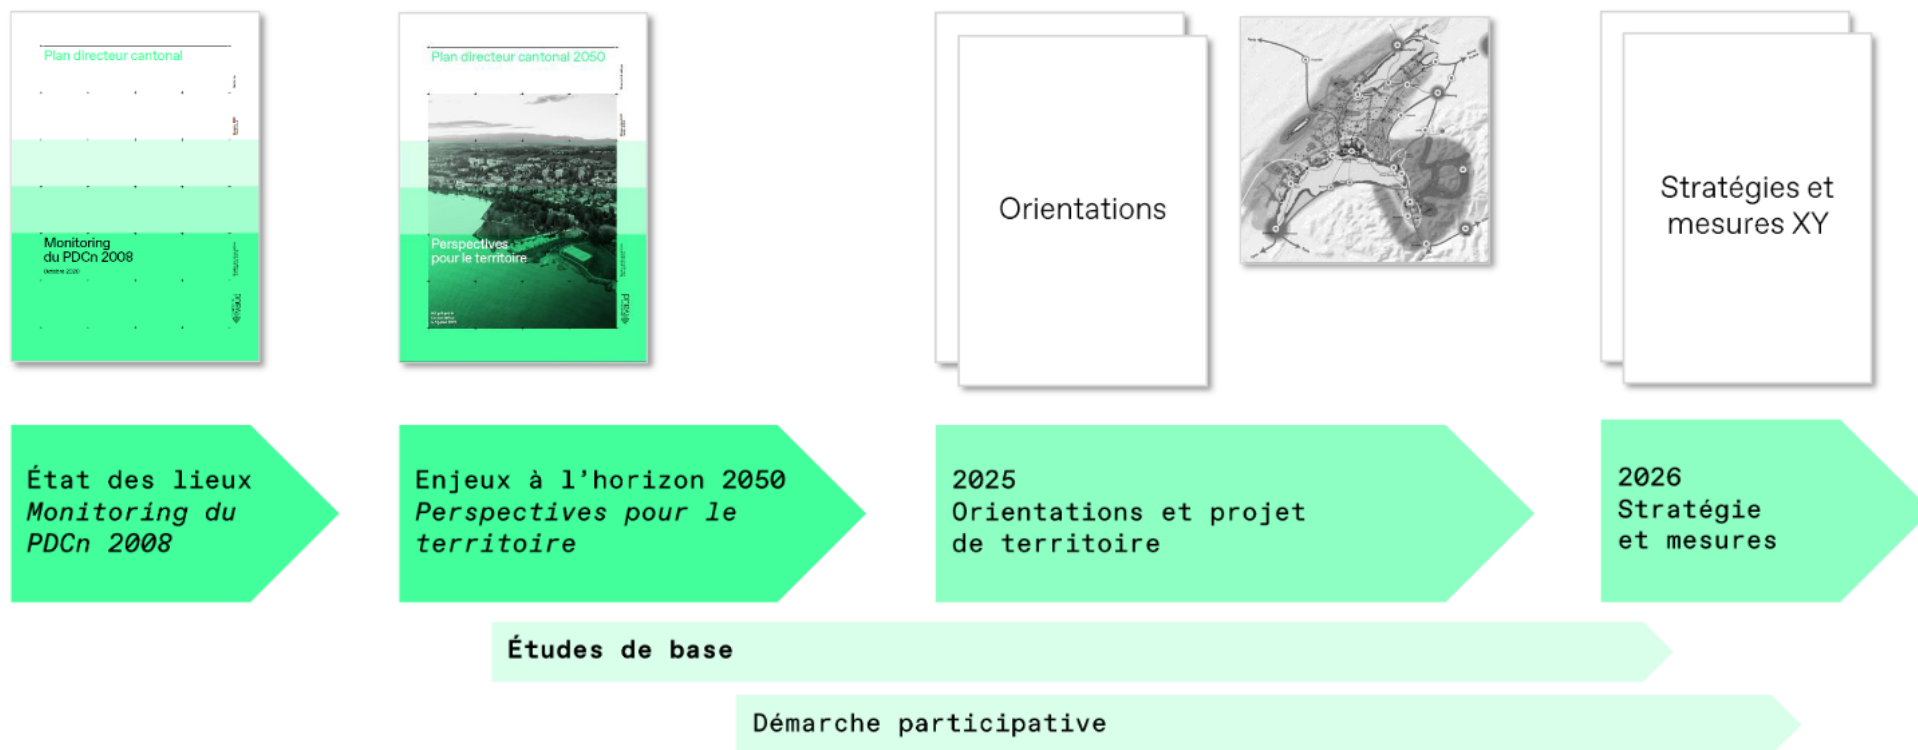 Plan directeur cantonal
Monitoring
du PDCn 2008
Octobre 2020
Plan directeur cantonal 2050
Perspectives
pour le territoire
Orientations
Stratégies et
mesures XY
État des lieux
Monitoring du
PDCn 2008
Enjeux à l'horizon 2050
Perspectives pour le
territoire
2025
Orientations et projet
de territoire
2026
Stratégie
et mesures
Études de base
Démarche participative